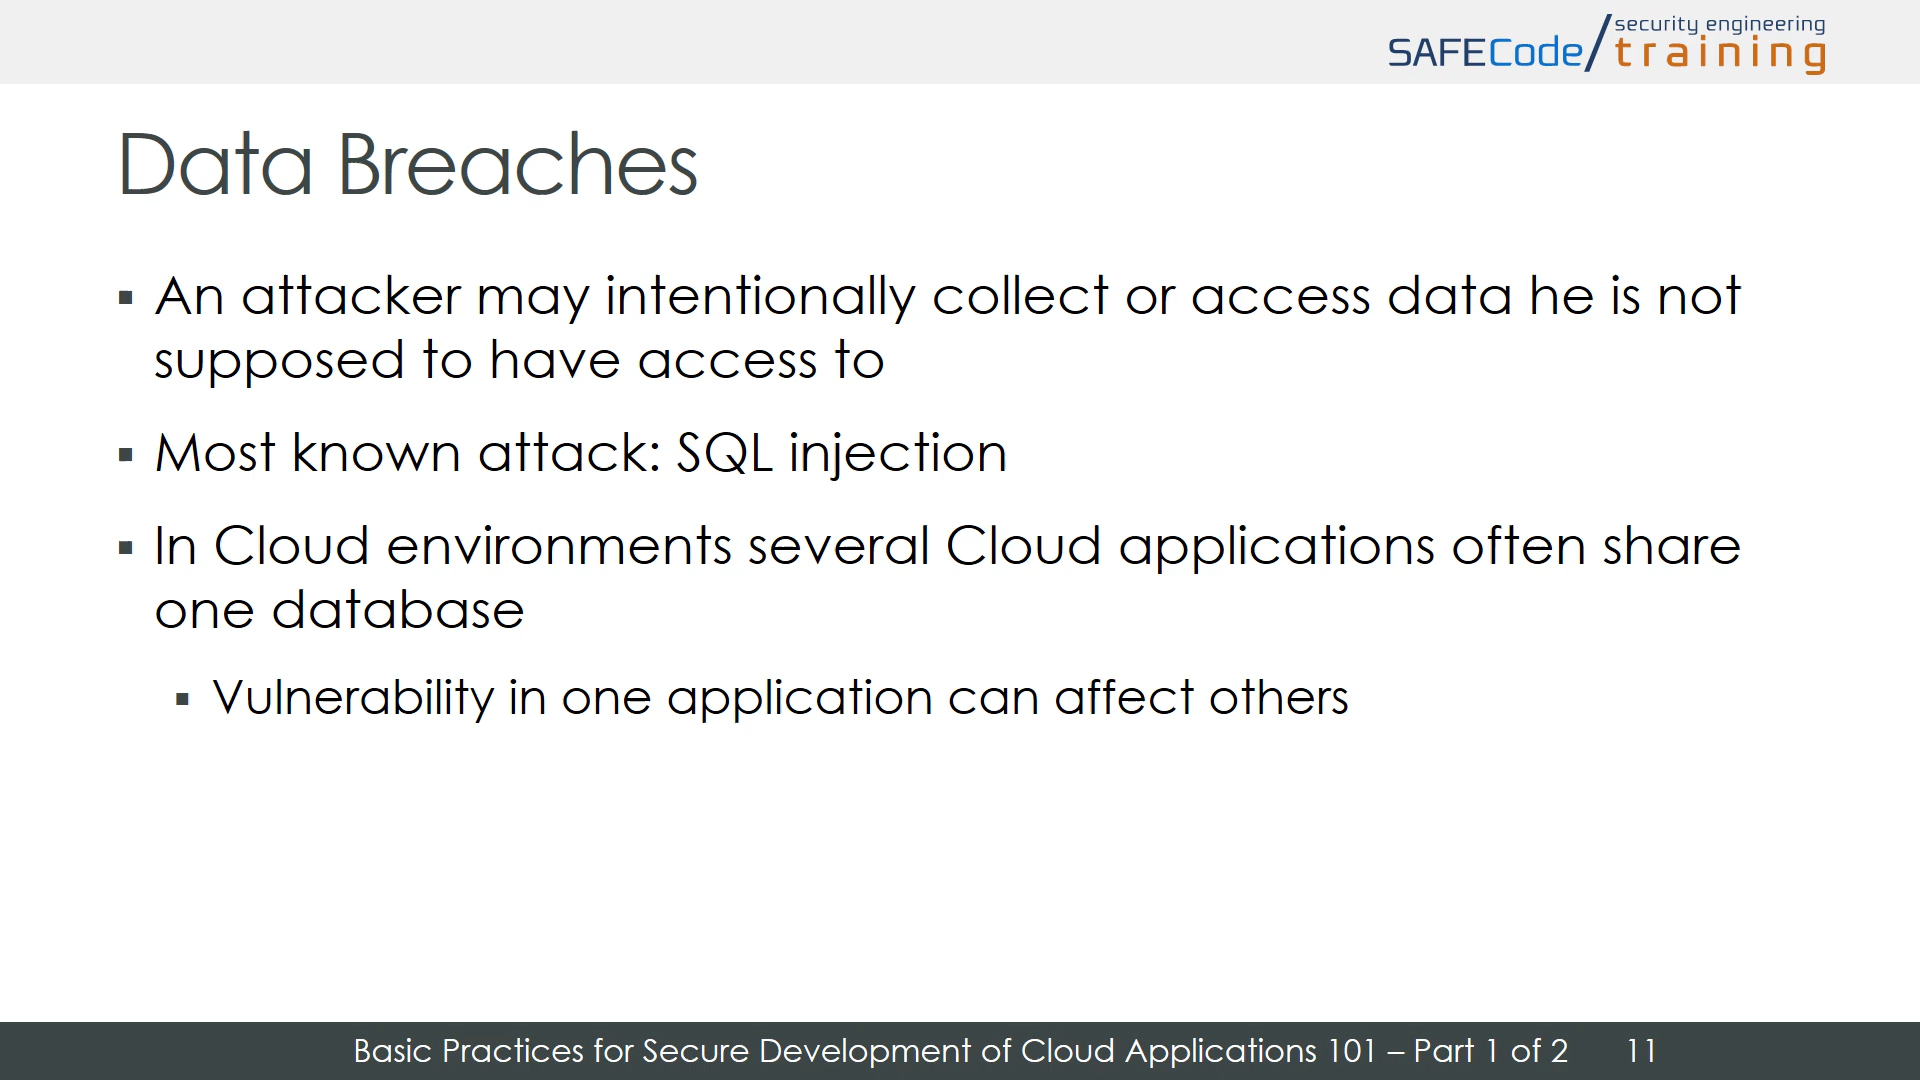 security engineering
SAFECode/training
Data Breaches
▪ An attacker may intentionally collect or access data he is not
supposed to have access to
▪ Most known attack: SQL injection
▪ In Cloud environments several Cloud applications often share
one database
▪ Vulnerability in one application can affect others
Basic Practices for Secure Development of Cloud Applications 101 – Part 1 of 2 11